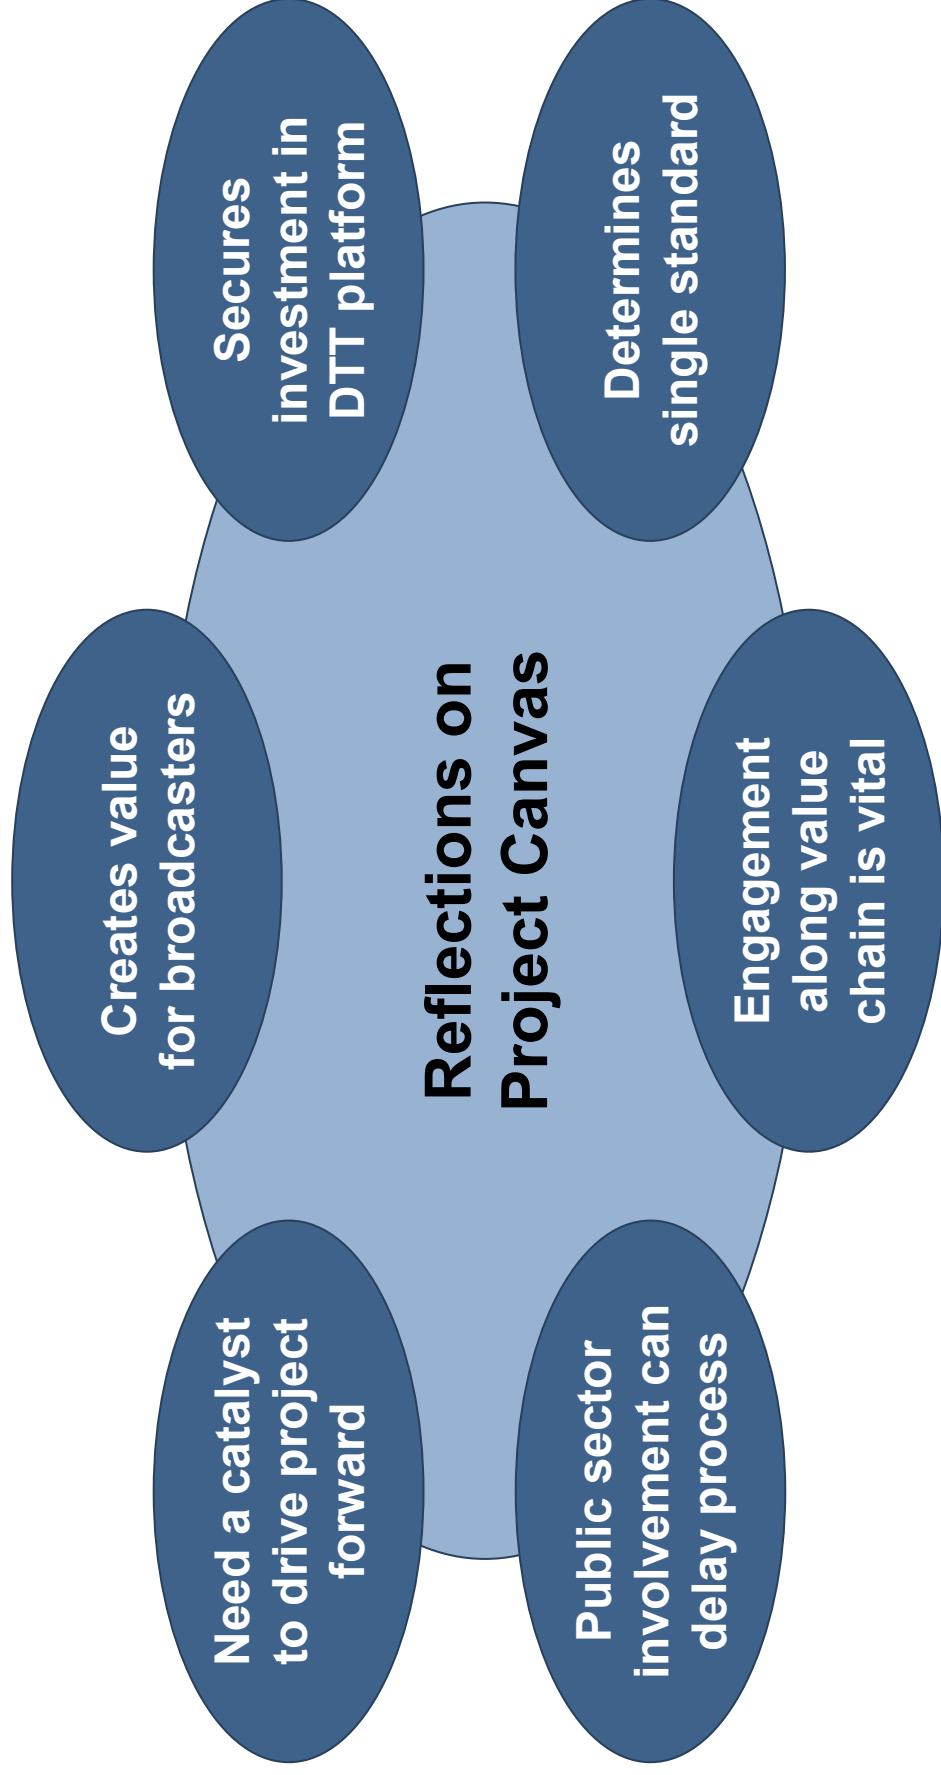 Need a catalyst
to drive project
forward
Creates value
for broadcasters
Secures
investment in
DTT platform
Reflections on
Project Canvas
Public sector
involvement can
delay process
Engagement
along value
chain is vital
Determines
single standard